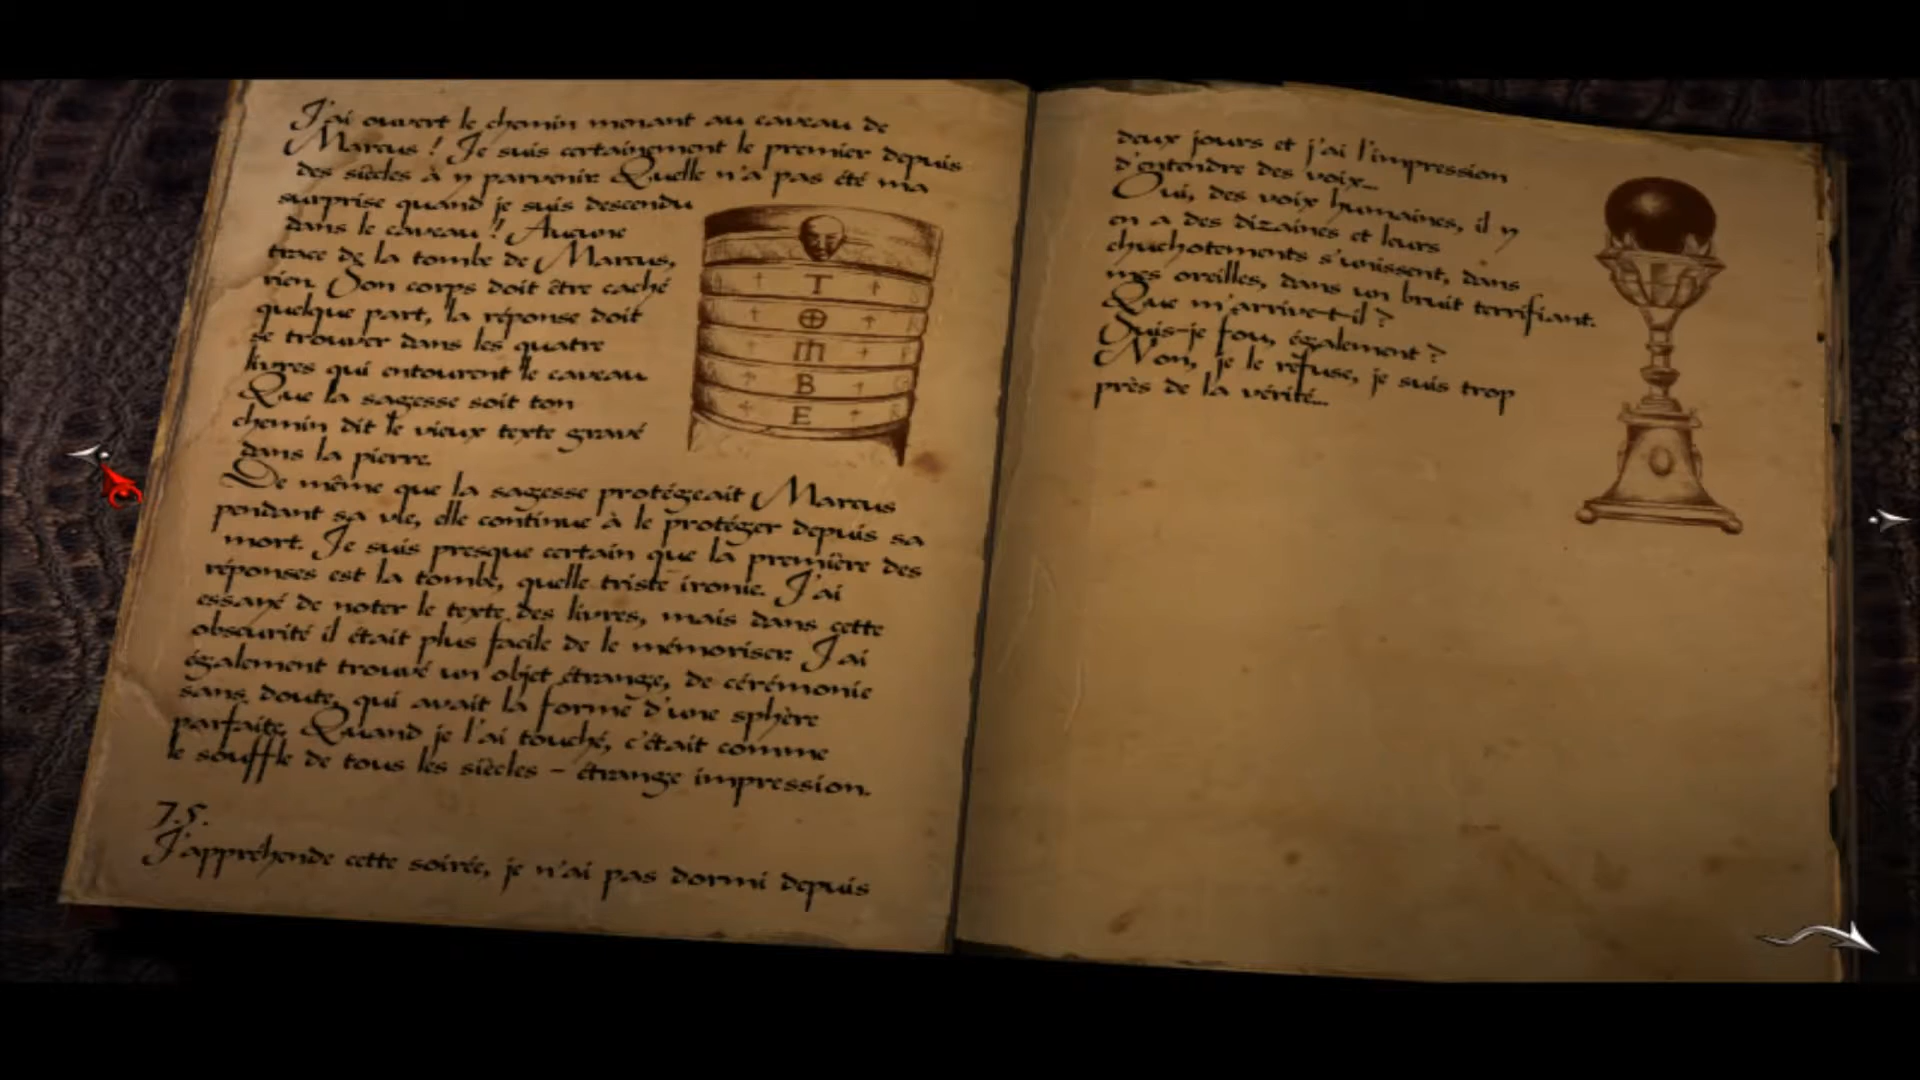 J'ai ouvert le chemin menant au caveau de
Marcus ! Je suis certainement le premier depuis
des siècles à y parvenir. Quelle n'a pas été ma
surprise quand je suis descendu
dans le caveau ! Aucune
trace de la tombe de Marcus,
rien. Son corps doit être caché
quelque part, la réponse doit
se trouver dans les quatre
livres qui entourent le caveau.
Que la sagesse soit ton
chemin dit le vieux texte gravé
dans la pierre.
T
⊕
m
B
E
De même que la sagesse protégeait Marcus
pendant sa vie, elle continue à le protéger depuis sa
mort. Je suis presque certain que la première des
réponses est la tombe, quelle triste ironie. J'ai
essayé de noter le texte des livres, mais dans cette
obscurité il était plus facile de le mémoriser. J'ai
également trouvé un objet étrange, de cérémonie
sans doute, qui avait la forme d'une sphère
parfaite. Quand je l'ai touché, c'était comme
le souffle de tous les siècles - étrange impression.
7.5.
J'appréhende cette soirée, je n'ai pas dormi depuis
deux jours et j'ai l'impression
d'entendre des voix...
Oui, des voix humaines, il y
en a des dizaines et leurs
chuchotements s'unissent, dans
mes oreilles, dans un bruit terrifiant.
Que m'arrive-t-il ?
Suis-je fou, également ?
Non, je le refuse, je suis trop
près de la vérité...